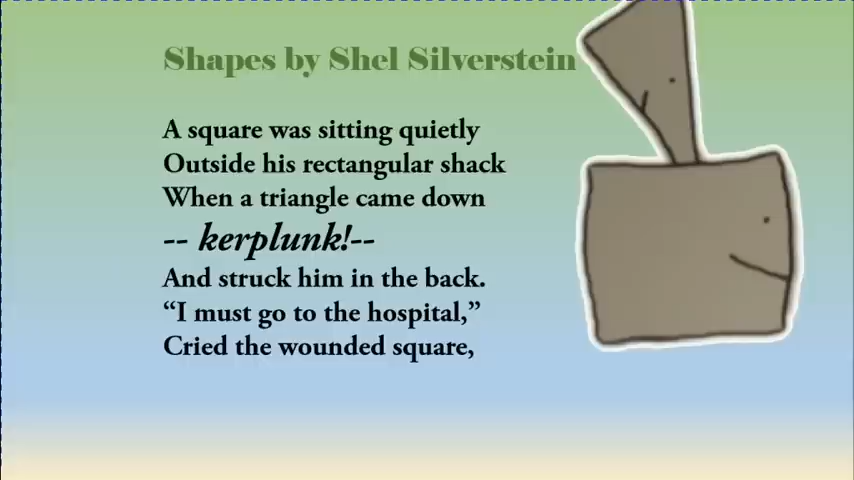 Shapes by Shel Silverstein
A square was sitting quietly
Outside his rectangular shack
When a triangle came down
-- kerplunk!--
And struck him in the back.
“I must go to the hospital,”
Cried the wounded square,